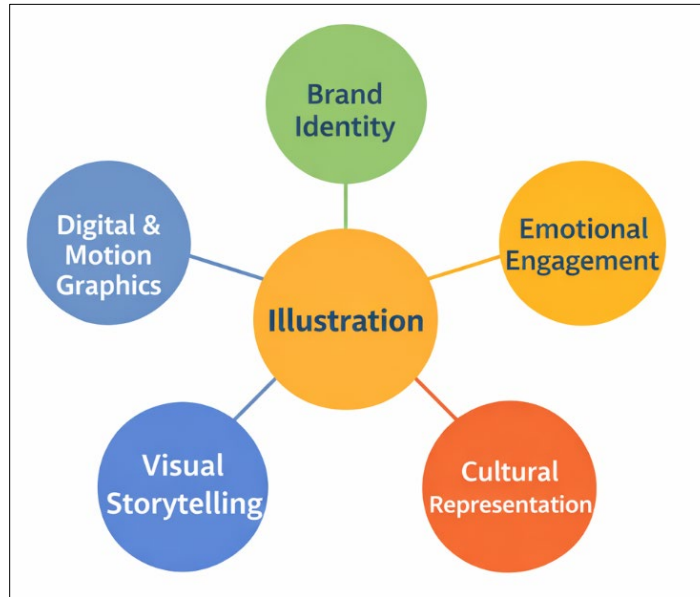 Brand
Identity
Digital &
Motion
Graphics
Emotional
Engagement
Illustration
Visual
Storytelling
Cultural
Representation